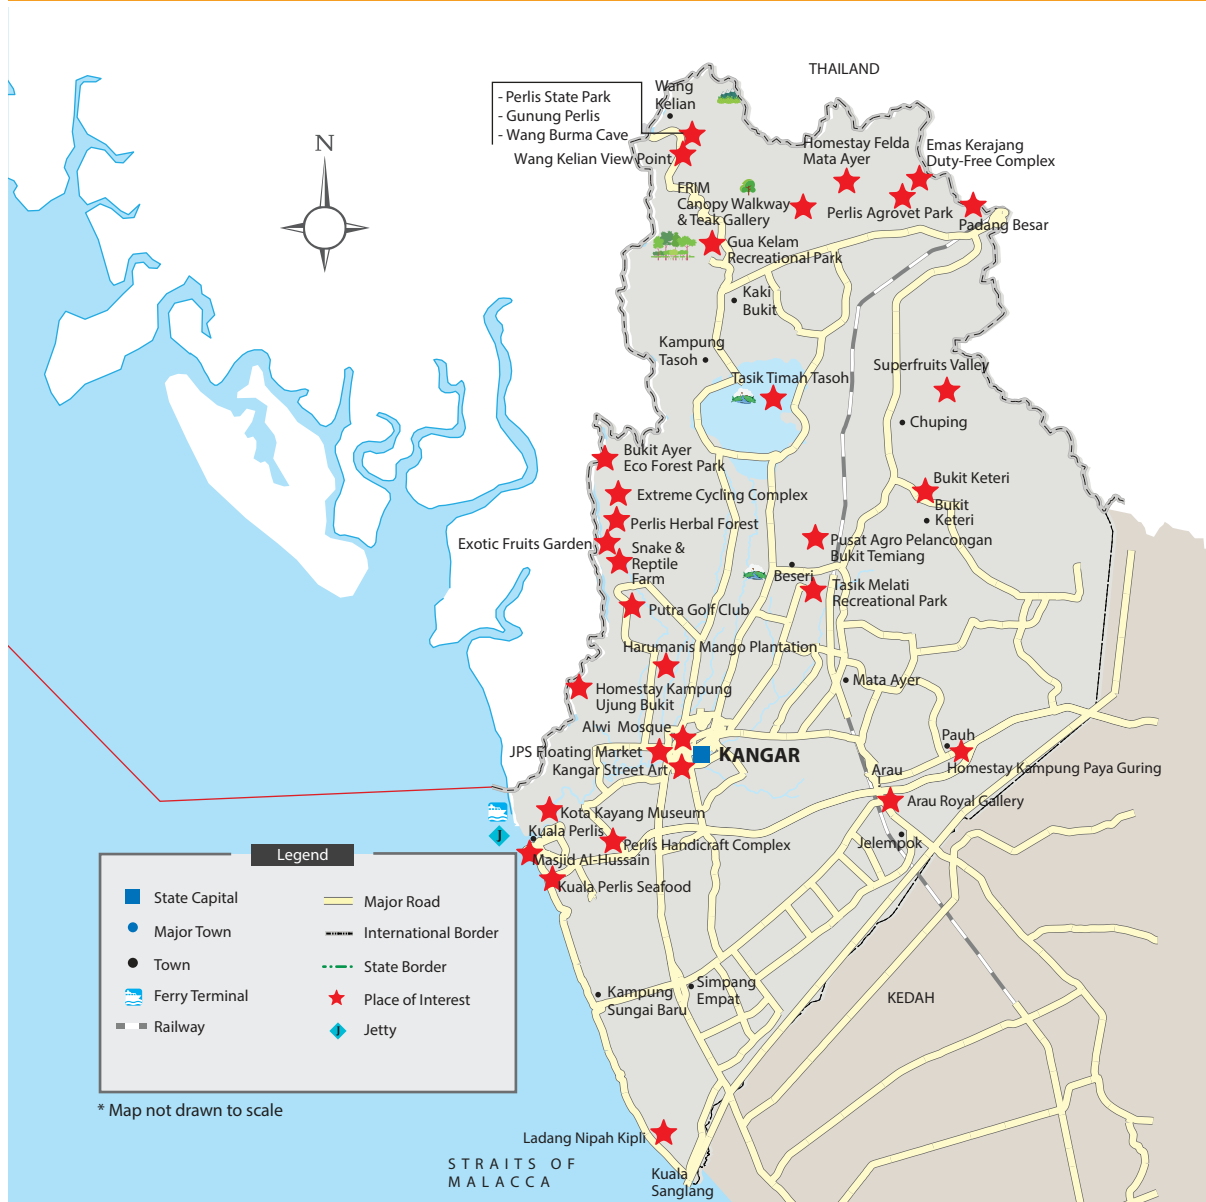 THAILAND
Wang
Kelian
- Perlis State Park
- Gunung Perlis
- Wang Burma Cave
Wang Kelian View Point
N
Homestay Felda
Mata Ayer
Emas Kerajang
Duty-Free Complex
FRIM
Canopy Walkway
& Teak Gallery
Perlis Agrovet Park
Padang Besar
Gua Kelam
Recreational Park
Kaki
Bukit
Kampung
Tasoh
Tasik Timah Tasoh
Superfruits Valley
Chuping
Bukit Ayer
Eco Forest Park
Extreme Cycling Complex
Bukit Keteri
Bukit
Keteri
Perlis Herbal Forest
Exotic Fruits Garden
Snake &
Reptile
Farm
Pusat Agro Pelancongan
Bukit Temiang
Beseri
Tasik Melati
Recreational Park
Putra Golf Club
Harumanis Mango Plantation
Mata Ayer
Homestay Kampung
Ujung Bukit
Alwi Mosque
JPS Floating Market
KANGAR
Kangar Street Art
Pauh
Homestay Kampung Paya Guring
Arau
Arau Royal Gallery
Kota Kayang Museum
Kuala Perlis
J
Perlis Handicraft Complex
Jelempok
Masjid Al-Hussain
Kuala Perlis Seafood
Legend
State Capital
Major Town
Town
Ferry Terminal
Railway
Major Road
International Border
State Border
Place of Interest
J
Jetty
* Map not drawn to scale
Simpang
Empat
Kampung
Sungai Baru
KEDAH
Ladang Nipah Kipli
STRAITS OF
MALACCA
Kuala
Sanglang